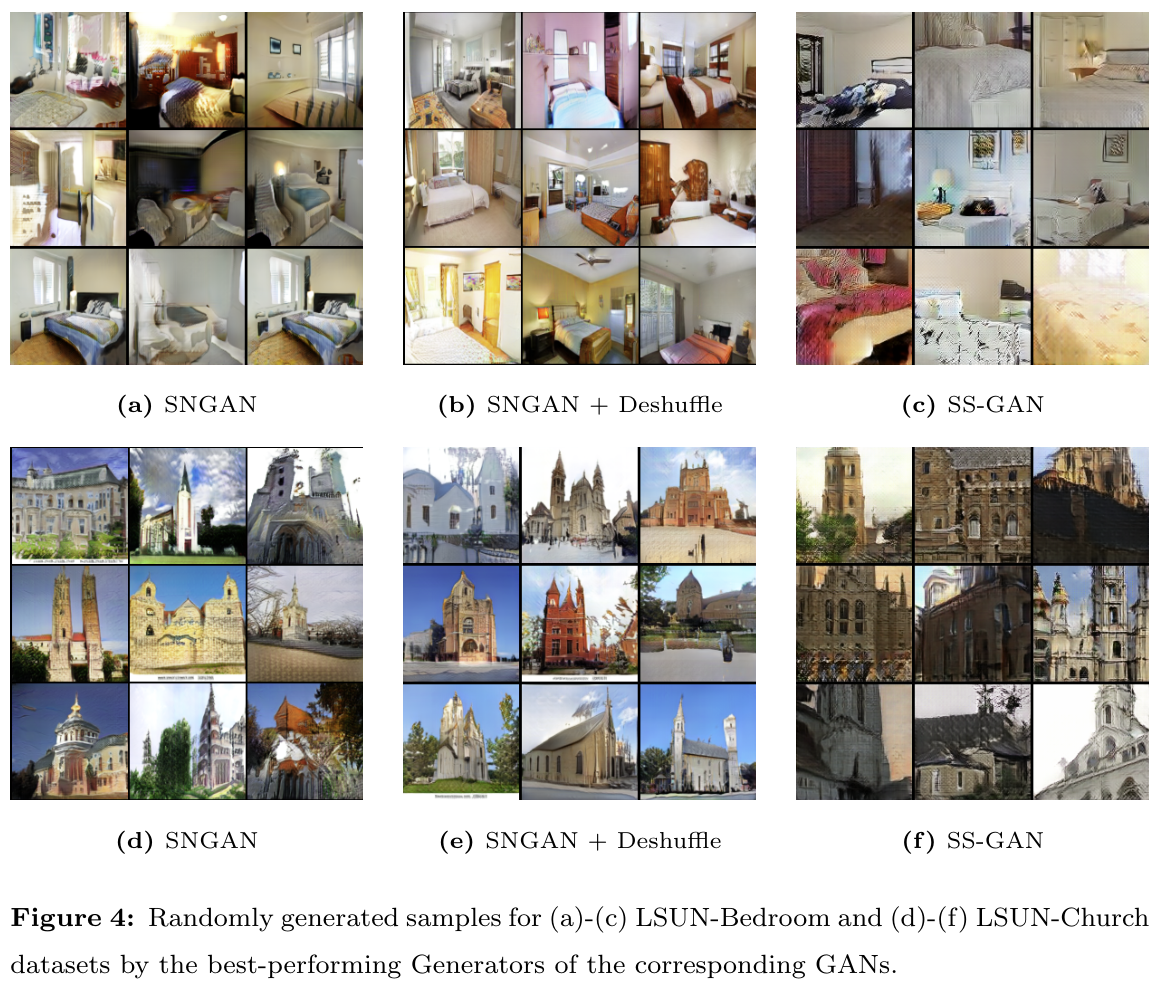 (a) SNGAN
(b) SNGAN + Deshuffle
(c) SS-GAN
(d) SNGAN
(e) SNGAN + Deshuffle
(f) SS-GAN
Figure 4: Randomly generated samples for (a)-(c) LSUN-Bedroom and (d)-(f) LSUN-Church
datasets by the best-performing Generators of the corresponding GANs.